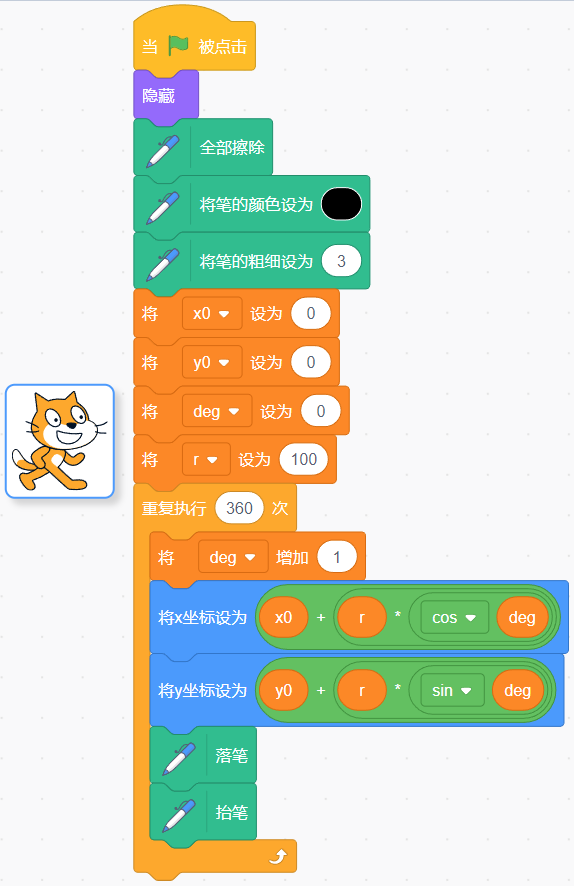 当 被点击
隐藏
全部擦除
将笔的颜色设为
将笔的粗细设为 3
将 x0 设为 0
将 y0 设为 0
将 deg 设为 0
将 r 设为 100
重复执行 360 次
将 deg 增加 1
将x坐标设为 x0 + r * cos deg
将y坐标设为 y0 + r * sin deg
落笔
抬笔